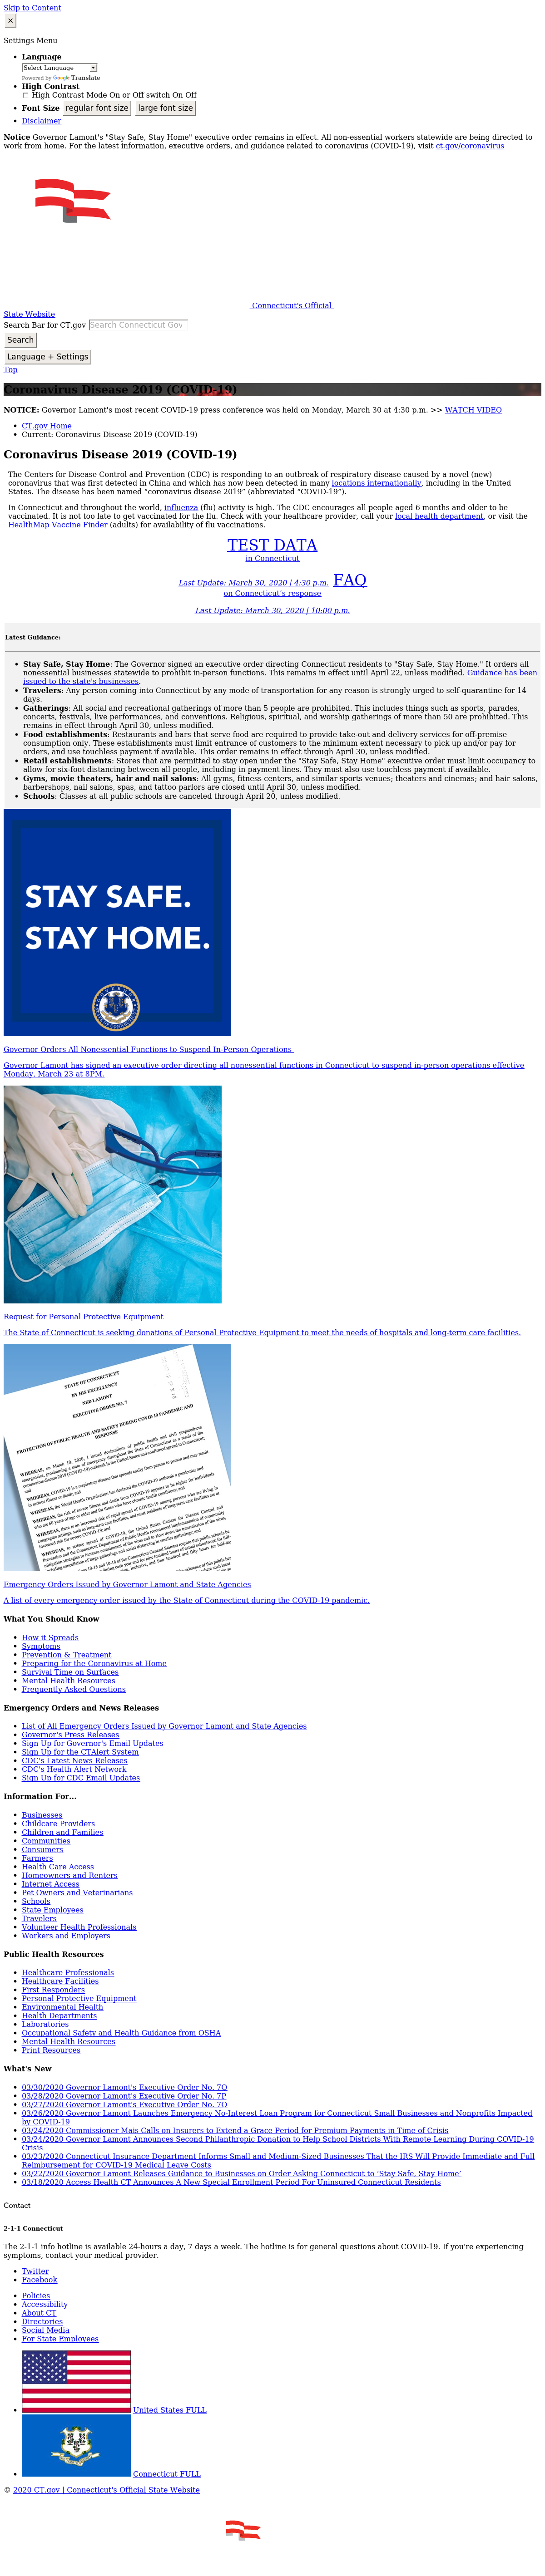 Skip to Content
×
Settings Menu
Language
Select Language
Powered by Google Translate
High Contrast
High Contrast Mode On or Off switch On Off
Font Size regular font size large font size
Disclaimer
Notice Governor Lamont's "Stay Safe, Stay Home" executive order remains in effect. All non-essential workers statewide are being directed to
work from home. For the latest information, executive orders, and guidance related to coronavirus (COVID-19), visit ct.gov/coronavirus
Connecticut's Official
State Website
Search Bar for CT.gov Search Connecticut Gov
Search
Language + Settings
Top
Coronavirus Disease 2019 (COVID-19)
NOTICE: Governor Lamont's most recent COVID-19 press conference was held on Monday, March 30 at 4:30 p.m. >> WATCH VIDEO
CT.gov Home
Current: Coronavirus Disease 2019 (COVID-19)
Coronavirus Disease 2019 (COVID-19)
The Centers for Disease Control and Prevention (CDC) is responding to an outbreak of respiratory disease caused by a novel (new)
coronavirus that was first detected in China and which has now been detected in many locations internationally, including in the United
States. The disease has been named "coronavirus disease 2019" (abbreviated "COVID-19").
In Connecticut and throughout the world, influenza (flu) activity is high. The CDC encourages all people aged 6 months and older to be
vaccinated. It is not too late to get vaccinated for the flu. Check with your healthcare provider, call your local health department, or visit the
HealthMap Vaccine Finder (adults) for availability of flu vaccinations.
TEST DATA
in Connecticut
Last Update: March 30, 2020 | 4:30 p.m. FAQ
on Connecticut's response
Last Update: March 30, 2020 | 10:00 p.m.
Latest Guidance:
Stay Safe, Stay Home: The Governor signed an executive order directing Connecticut residents to "Stay Safe, Stay Home." It orders all
nonessential businesses statewide to prohibit in-person functions. This remains in effect until April 22, unless modified. Guidance has been
issued to the state's businesses.
Travelers: Any person coming into Connecticut by any mode of transportation for any reason is strongly urged to self-quarantine for 14
days.
Gatherings: All social and recreational gatherings of more than 5 people are prohibited. This includes things such as sports, parades,
concerts, festivals, live performances, and conventions. Religious, spiritual, and worship gatherings of more than 50 are prohibited. This
remains in effect through April 30, unless modified.
Food establishments: Restaurants and bars that serve food are required to provide take-out and delivery services for off-premise
consumption only. These establishments must limit entrance of customers to the minimum extent necessary to pick up and/or pay for
orders, and use touchless payment if available. This order remains in effect through April 30, unless modified.
Retail establishments: Stores that are permitted to stay open under the "Stay Safe, Stay Home" executive order must limit occupancy to
allow for six-foot distancing between all people, including in payment lines. They must also use touchless payment if available.
Gyms, movie theaters, hair and nail salons: All gyms, fitness centers, and similar sports venues; theaters and cinemas; and hair salons,
barbershops, nail salons, spas, and tattoo parlors are closed until April 30, unless modified.
Schools: Classes at all public schools are canceled through April 20, unless modified.
STAY SAFE.
STAY HOME.
Governor Orders All Nonessential Functions to Suspend In-Person Operations
Governor Lamont has signed an executive order directing all nonessential functions in Connecticut to suspend in-person operations effective
Monday, March 23 at 8PM.
Request for Personal Protective Equipment
The State of Connecticut is seeking donations of Personal Protective Equipment to meet the needs of hospitals and long-term care facilities.
STATE OF CONNECTICUT
BY HIS EXCELLENCY
NED LAMONT
EXECUTIVE ORDER NO. 7
PROTECTION OF PUBLIC HEALTH AND SAFETY DURING COVID-19 PANDEMIC AND
RESPONSE
Emergency Orders Issued by Governor Lamont and State Agencies
A list of every emergency order issued by the State of Connecticut during the COVID-19 pandemic.
What You Should Know
How it Spreads
Symptoms
Prevention & Treatment
Preparing for the Coronavirus at Home
Survival Time on Surfaces
Mental Health Resources
Frequently Asked Questions
Emergency Orders and News Releases
List of All Emergency Orders Issued by Governor Lamont and State Agencies
Governor's Press Releases
Sign Up for Governor's Email Updates
Sign Up for the CTAlert System
CDC's Latest News Releases
CDC's Health Alert Network
Sign Up for CDC Email Updates
Information For...
Businesses
Childcare Providers
Children and Families
Communities
Consumers
Farmers
Health Care Access
Homeowners and Renters
Internet Access
Pet Owners and Veterinarians
Schools
State Employees
Travelers
Volunteer Health Professionals
Workers and Employers
Public Health Resources
Healthcare Professionals
Healthcare Facilities
First Responders
Personal Protective Equipment
Environmental Health
Health Departments
Laboratories
Occupational Safety and Health Guidance from OSHA
Mental Health Resources
Print Resources
What's New
03/30/2020 Governor Lamont's Executive Order No. 7Q
03/28/2020 Governor Lamont's Executive Order No. 7P
03/27/2020 Governor Lamont's Executive Order No. 7O
03/26/2020 Governor Lamont Launches Emergency No-Interest Loan Program for Connecticut Small Businesses and Nonprofits Impacted
by COVID-19
03/24/2020 Commissioner Mais Calls on Insurers to Extend a Grace Period for Premium Payments in Time of Crisis
03/24/2020 Governor Lamont Announces Second Philanthropic Donation to Help School Districts With Remote Learning During COVID-19
Crisis
03/23/2020 Connecticut Insurance Department Informs Small and Medium-Sized Businesses That the IRS Will Provide Immediate and Full
Reimbursement for COVID-19 Medical Leave Costs
03/22/2020 Governor Lamont Releases Guidance to Businesses on Order Asking Connecticut to 'Stay Safe, Stay Home'
03/18/2020 Access Health CT Announces A New Special Enrollment Period For Uninsured Connecticut Residents
Contact
2-1-1 Connecticut
The 2-1-1 info hotline is available 24-hours a day, 7 days a week. The hotline is for general questions about COVID-19. If you're experiencing
symptoms, contact your medical provider.
Twitter
Facebook
Policies
Accessibility
About CT
Directories
Social Media
For State Employees
United States FULL
Connecticut FULL
© 2020 CT.gov | Connecticut's Official State Website